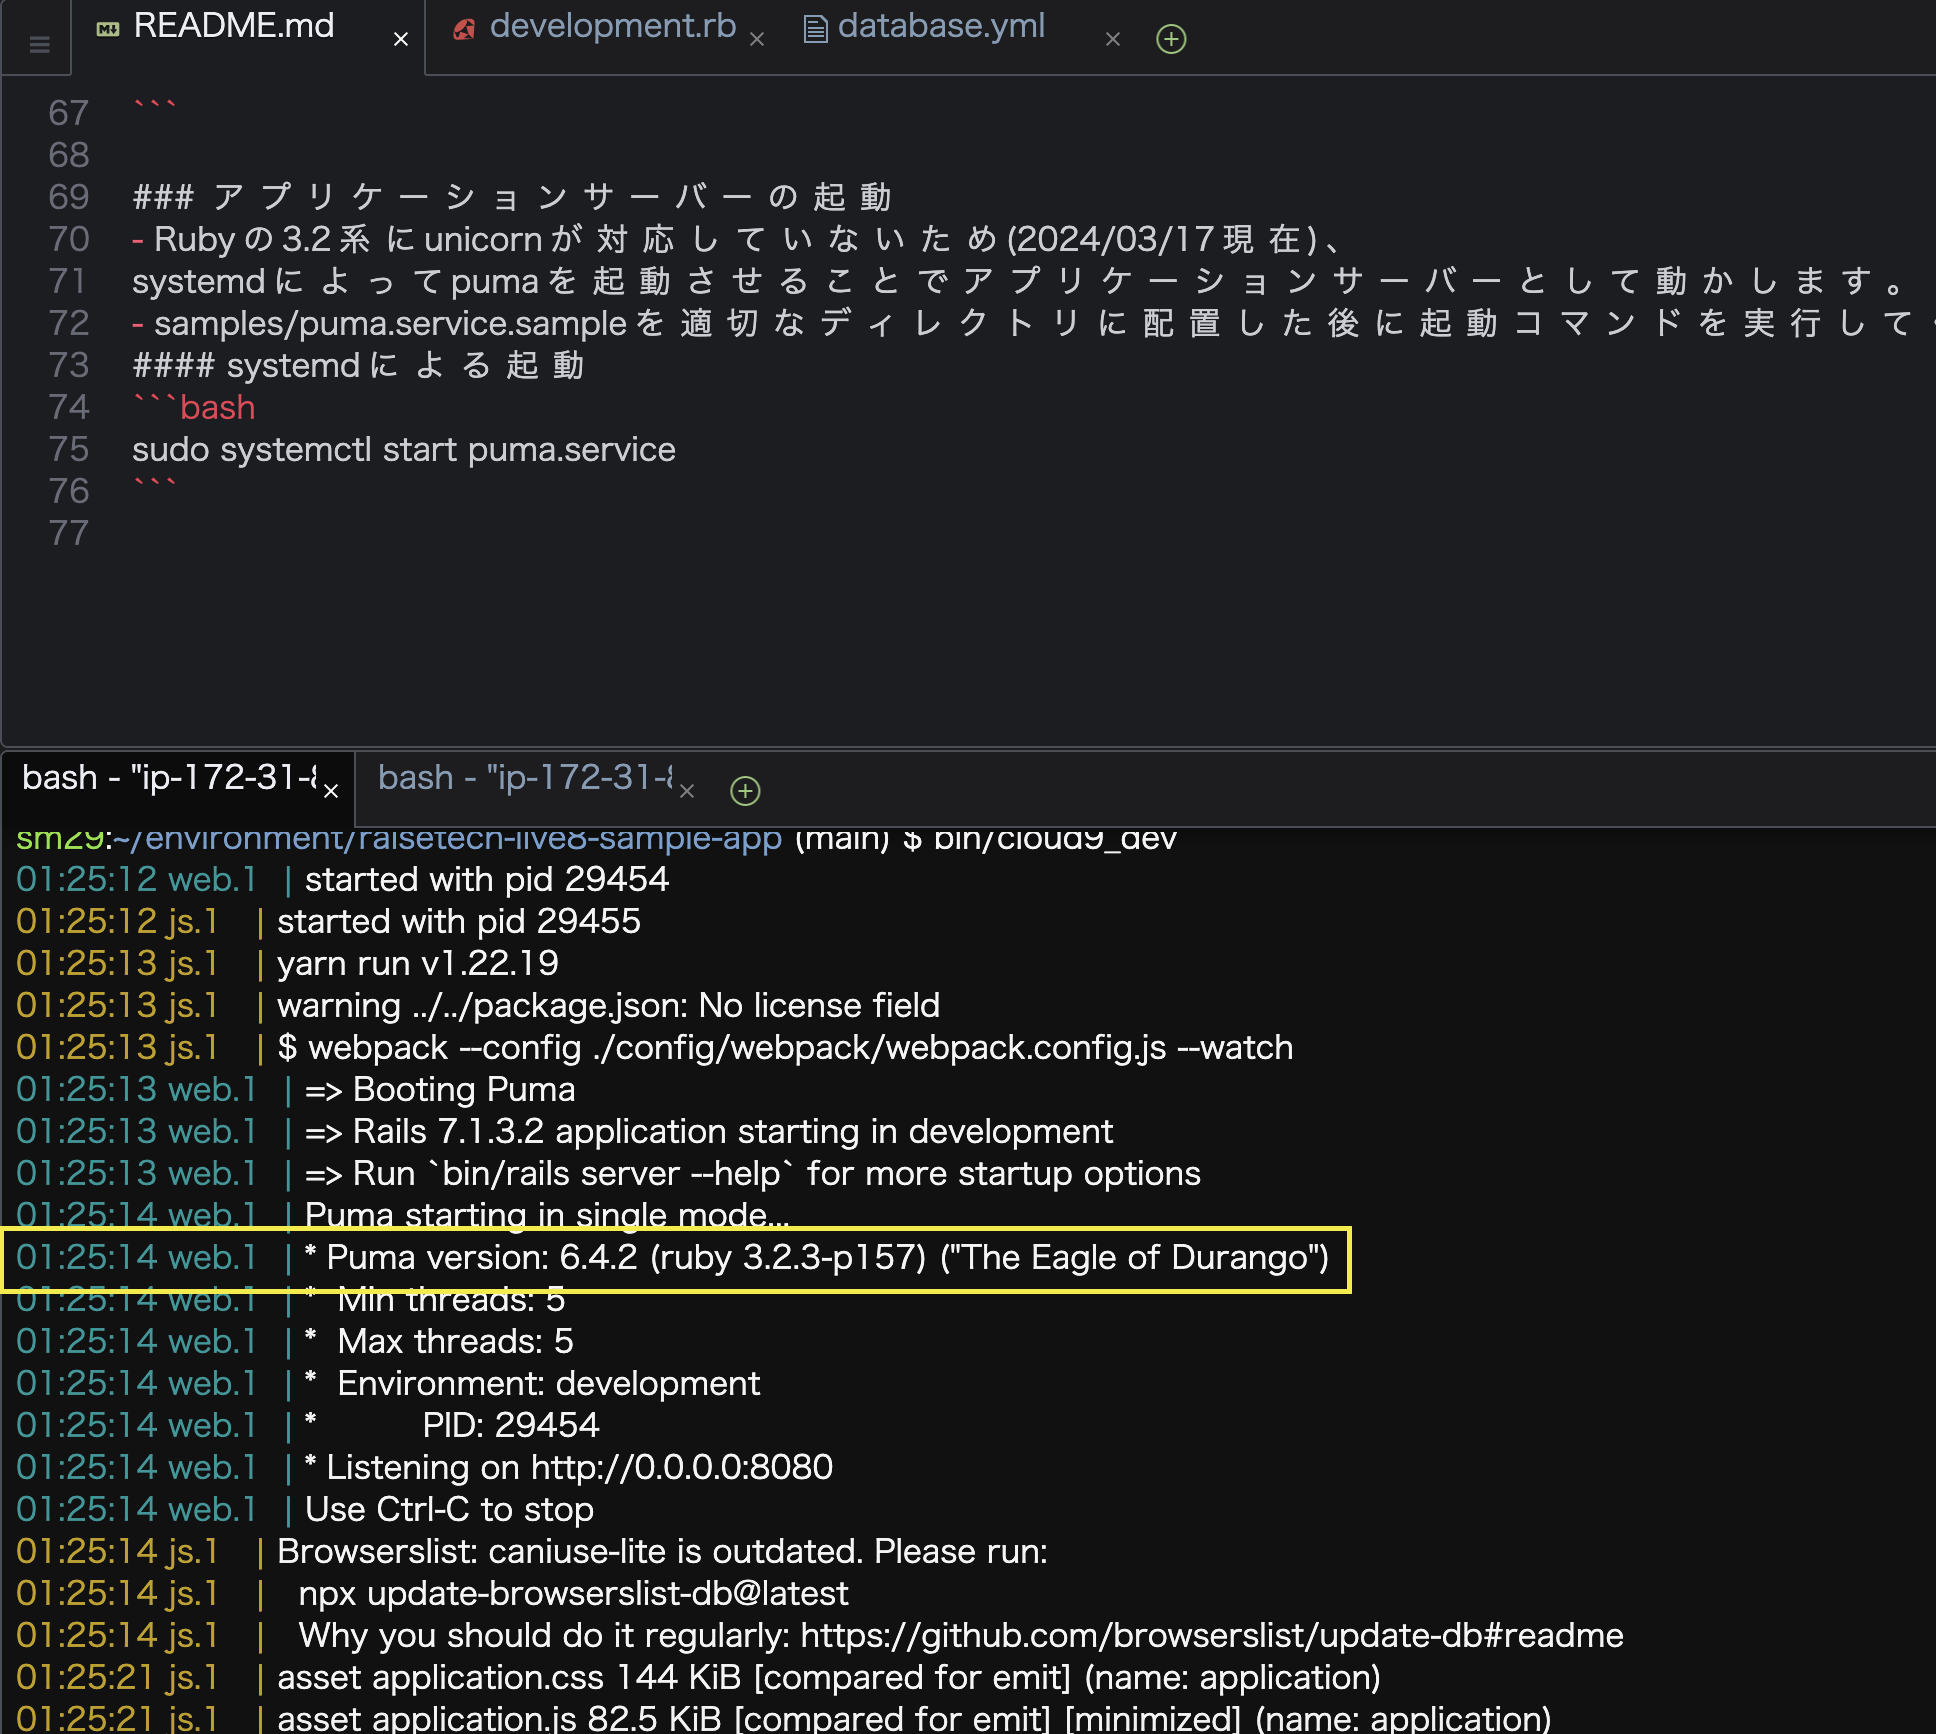 README.md
development.rb
database.yml
67 ```
68
69 ### アプリケーションサーバーの起動
70 - Rubyの3.2系にunicornが対応していないため(2024/03/17現在)、
71 systemdによってpumaを起動させることでアプリケーションサーバーとして動かします。
72 - samples/puma.service.sampleを適切なディレクトリに配置した後に起動コマンドを実行して
73 #### systemdによる起動
74 ```bash
75 sudo systemctl start puma.service
76 ```
77
bash - "ip-172-31-8
bash - "ip-172-31-8
sm29:~/environment/raisetech-live8-sample-app (main) $ bin/cloud9_dev
01:25:12 web.1 | started with pid 29454
01:25:12 js.1 | started with pid 29455
01:25:13 js.1 | yarn run v1.22.19
01:25:13 js.1 | warning ../../package.json: No license field
01:25:13 js.1 | $ webpack --config ./config/webpack/webpack.config.js --watch
01:25:13 web.1 | => Booting Puma
01:25:13 web.1 | => Rails 7.1.3.2 application starting in development
01:25:13 web.1 | => Run `bin/rails server --help` for more startup options
01:25:14 web.1 | Puma starting in single mode...
01:25:14 web.1 | * Puma version: 6.4.2 (ruby 3.2.3-p157) ("The Eagle of Durango")
01:25:14 web.1 | * Min threads: 5
01:25:14 web.1 | * Max threads: 5
01:25:14 web.1 | * Environment: development
01:25:14 web.1 | * PID: 29454
01:25:14 web.1 | * Listening on http://0.0.0.0:8080
01:25:14 web.1 | Use Ctrl-C to stop
01:25:14 js.1 | Browserslist: caniuse-lite is outdated. Please run:
01:25:14 js.1 | npx update-browserslist-db@latest
01:25:14 js.1 | Why you should do it regularly: https://github.com/browserslist/update-db#readme
01:25:21 js.1 | asset application.css 144 KiB [compared for emit] (name: application)
01:25:21 js.1 | asset application.js 82.5 KiB [compared for emit] [minimized] (name: application)